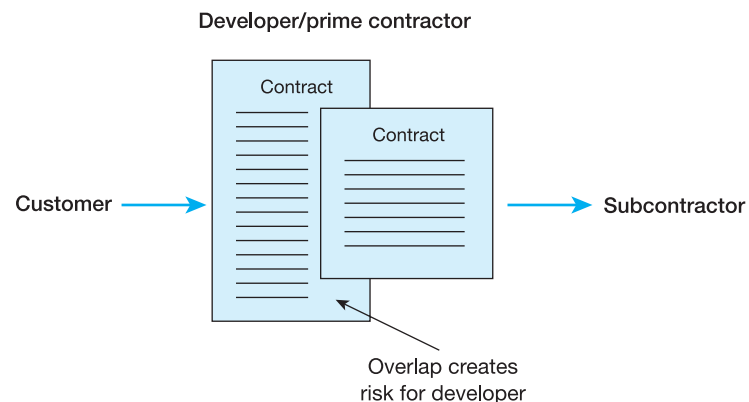 Developer/prime contractor
Contract
Contract
Customer
Subcontractor
Overlap creates
risk for developer